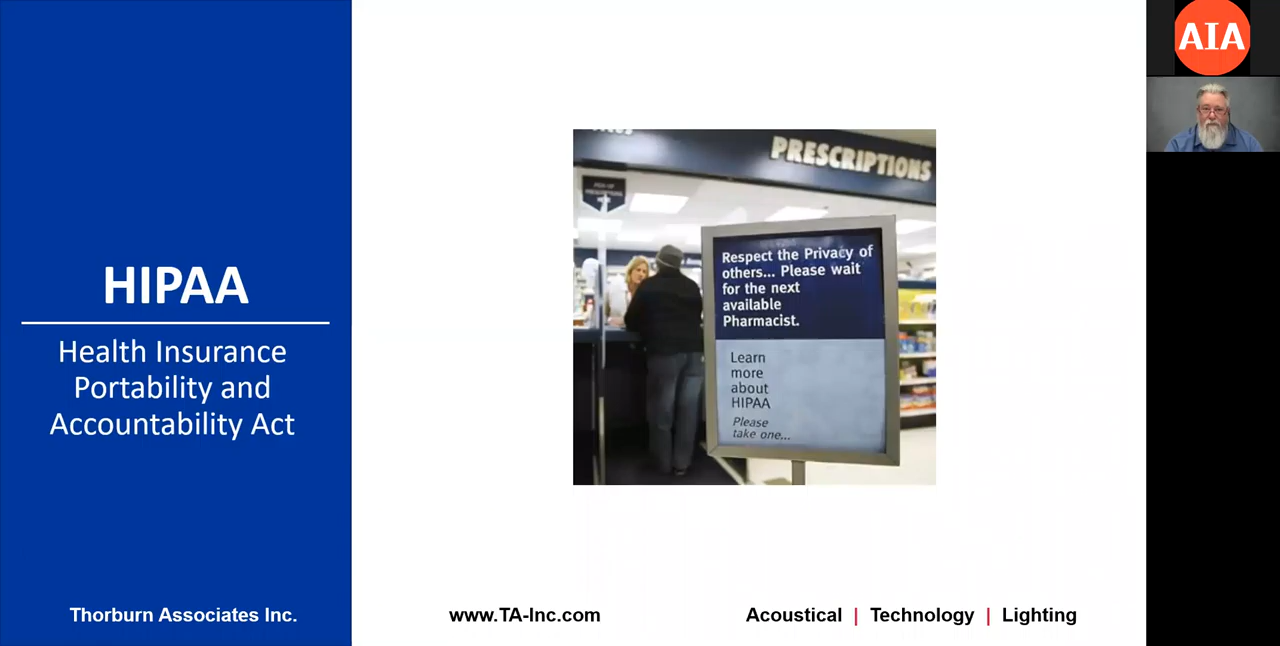 HIPAA
Health Insurance
Portability and
Accountability Act
Thorburn Associates Inc.
PRESCRIPTIONS
Respect the Privacy of
others... Please wait
for the next
available
Pharmacist.
Learn
more
about
HIPAA
Please
take one...
www.TA-Inc.com
Acoustical | Technology | Lighting
AIA